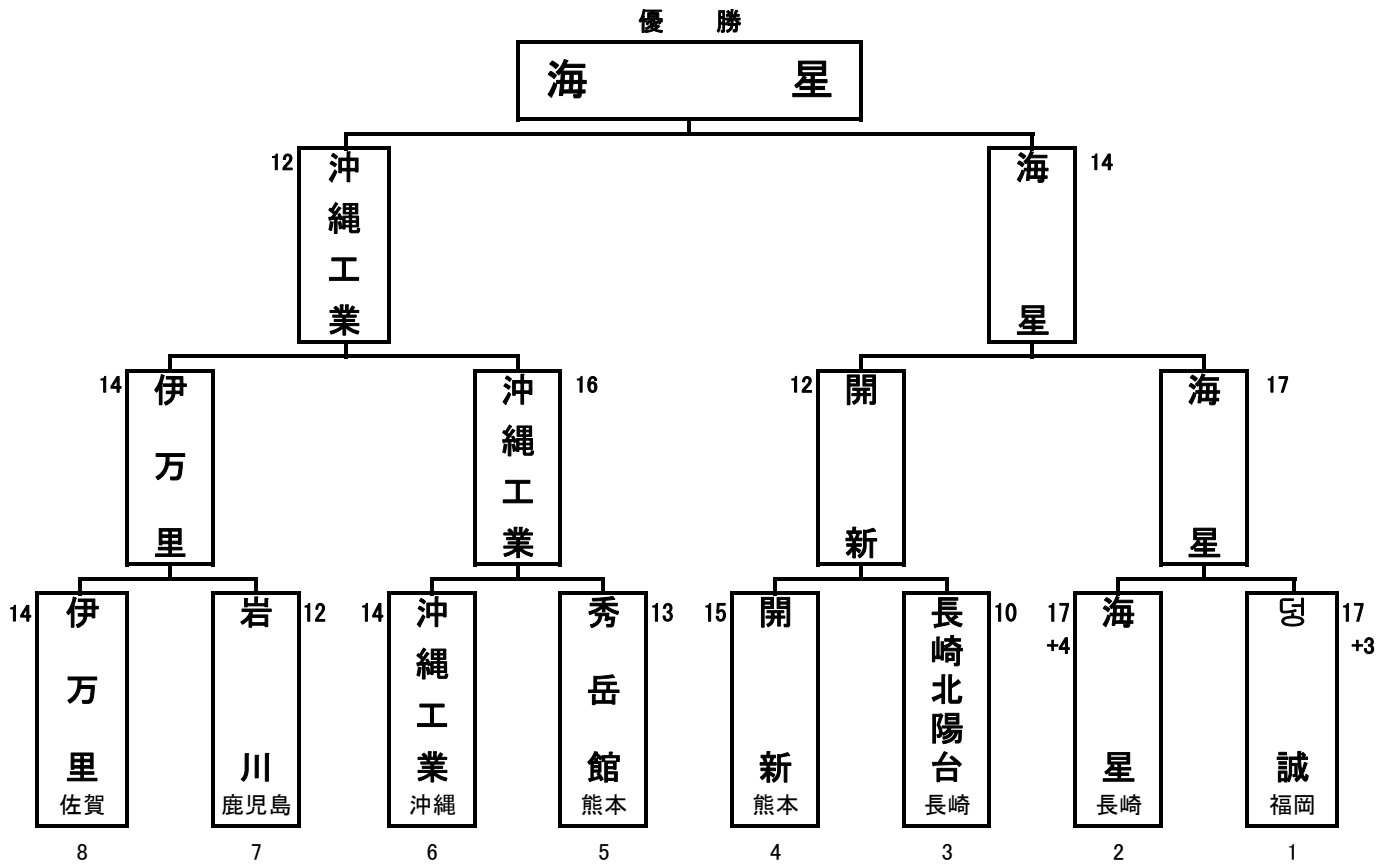 優 勝
海 星
12 沖縄工業
海星 14
14 伊万里
沖縄工業 16
12 開新
海星 17
14 伊万里 佐賀
岩川 12 鹿児島
14 沖縄工業 沖縄
秀岳館 13 熊本
15 開新 熊本
長崎北陽台 10 長崎
17 +4 海星 長崎
덩誠 17 +3 福岡
8 7 6 5 4 3 2 1